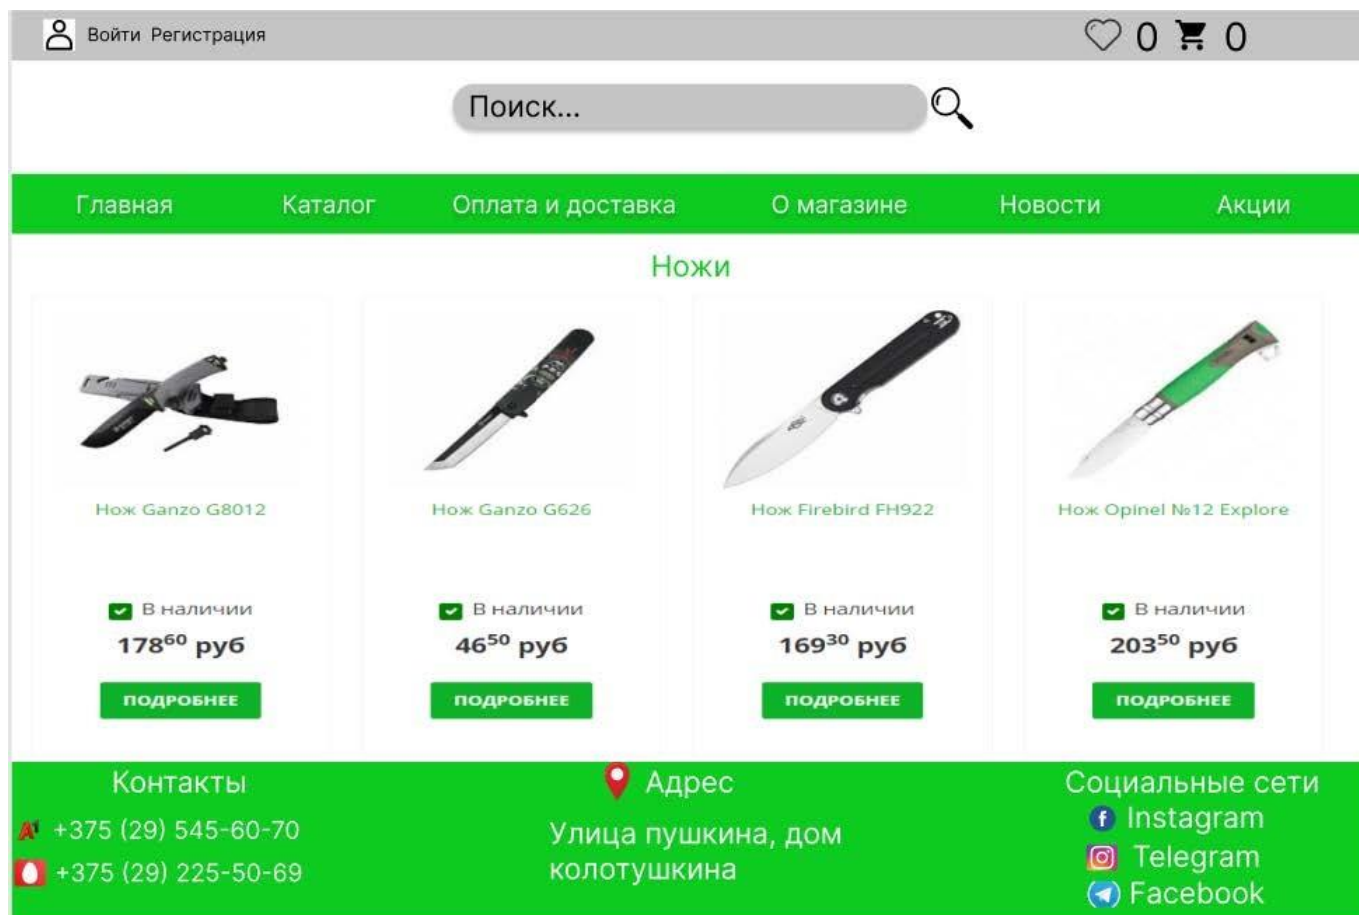 Войти Регистрация
0 0
Поиск...
Главная Каталог Оплата и доставка О магазине Новости Акции
Ножи
Нож Ganzo G8012 Нож Ganzo G626 Нож Firebird FH922 Нож Opinel №12 Explore
В наличии В наличии В наличии В наличии
178⁶⁰ руб 46⁵⁰ руб 169³⁰ руб 203⁵⁰ руб
ПОДРОБНЕЕ ПОДРОБНЕЕ ПОДРОБНЕЕ ПОДРОБНЕЕ
Контакты
A1 +375 (29) 545-60-70
+375 (29) 225-50-69
Адрес
Улица пушкина, дом
колотушкина
Социальные сети
Instagram
Telegram
Facebook